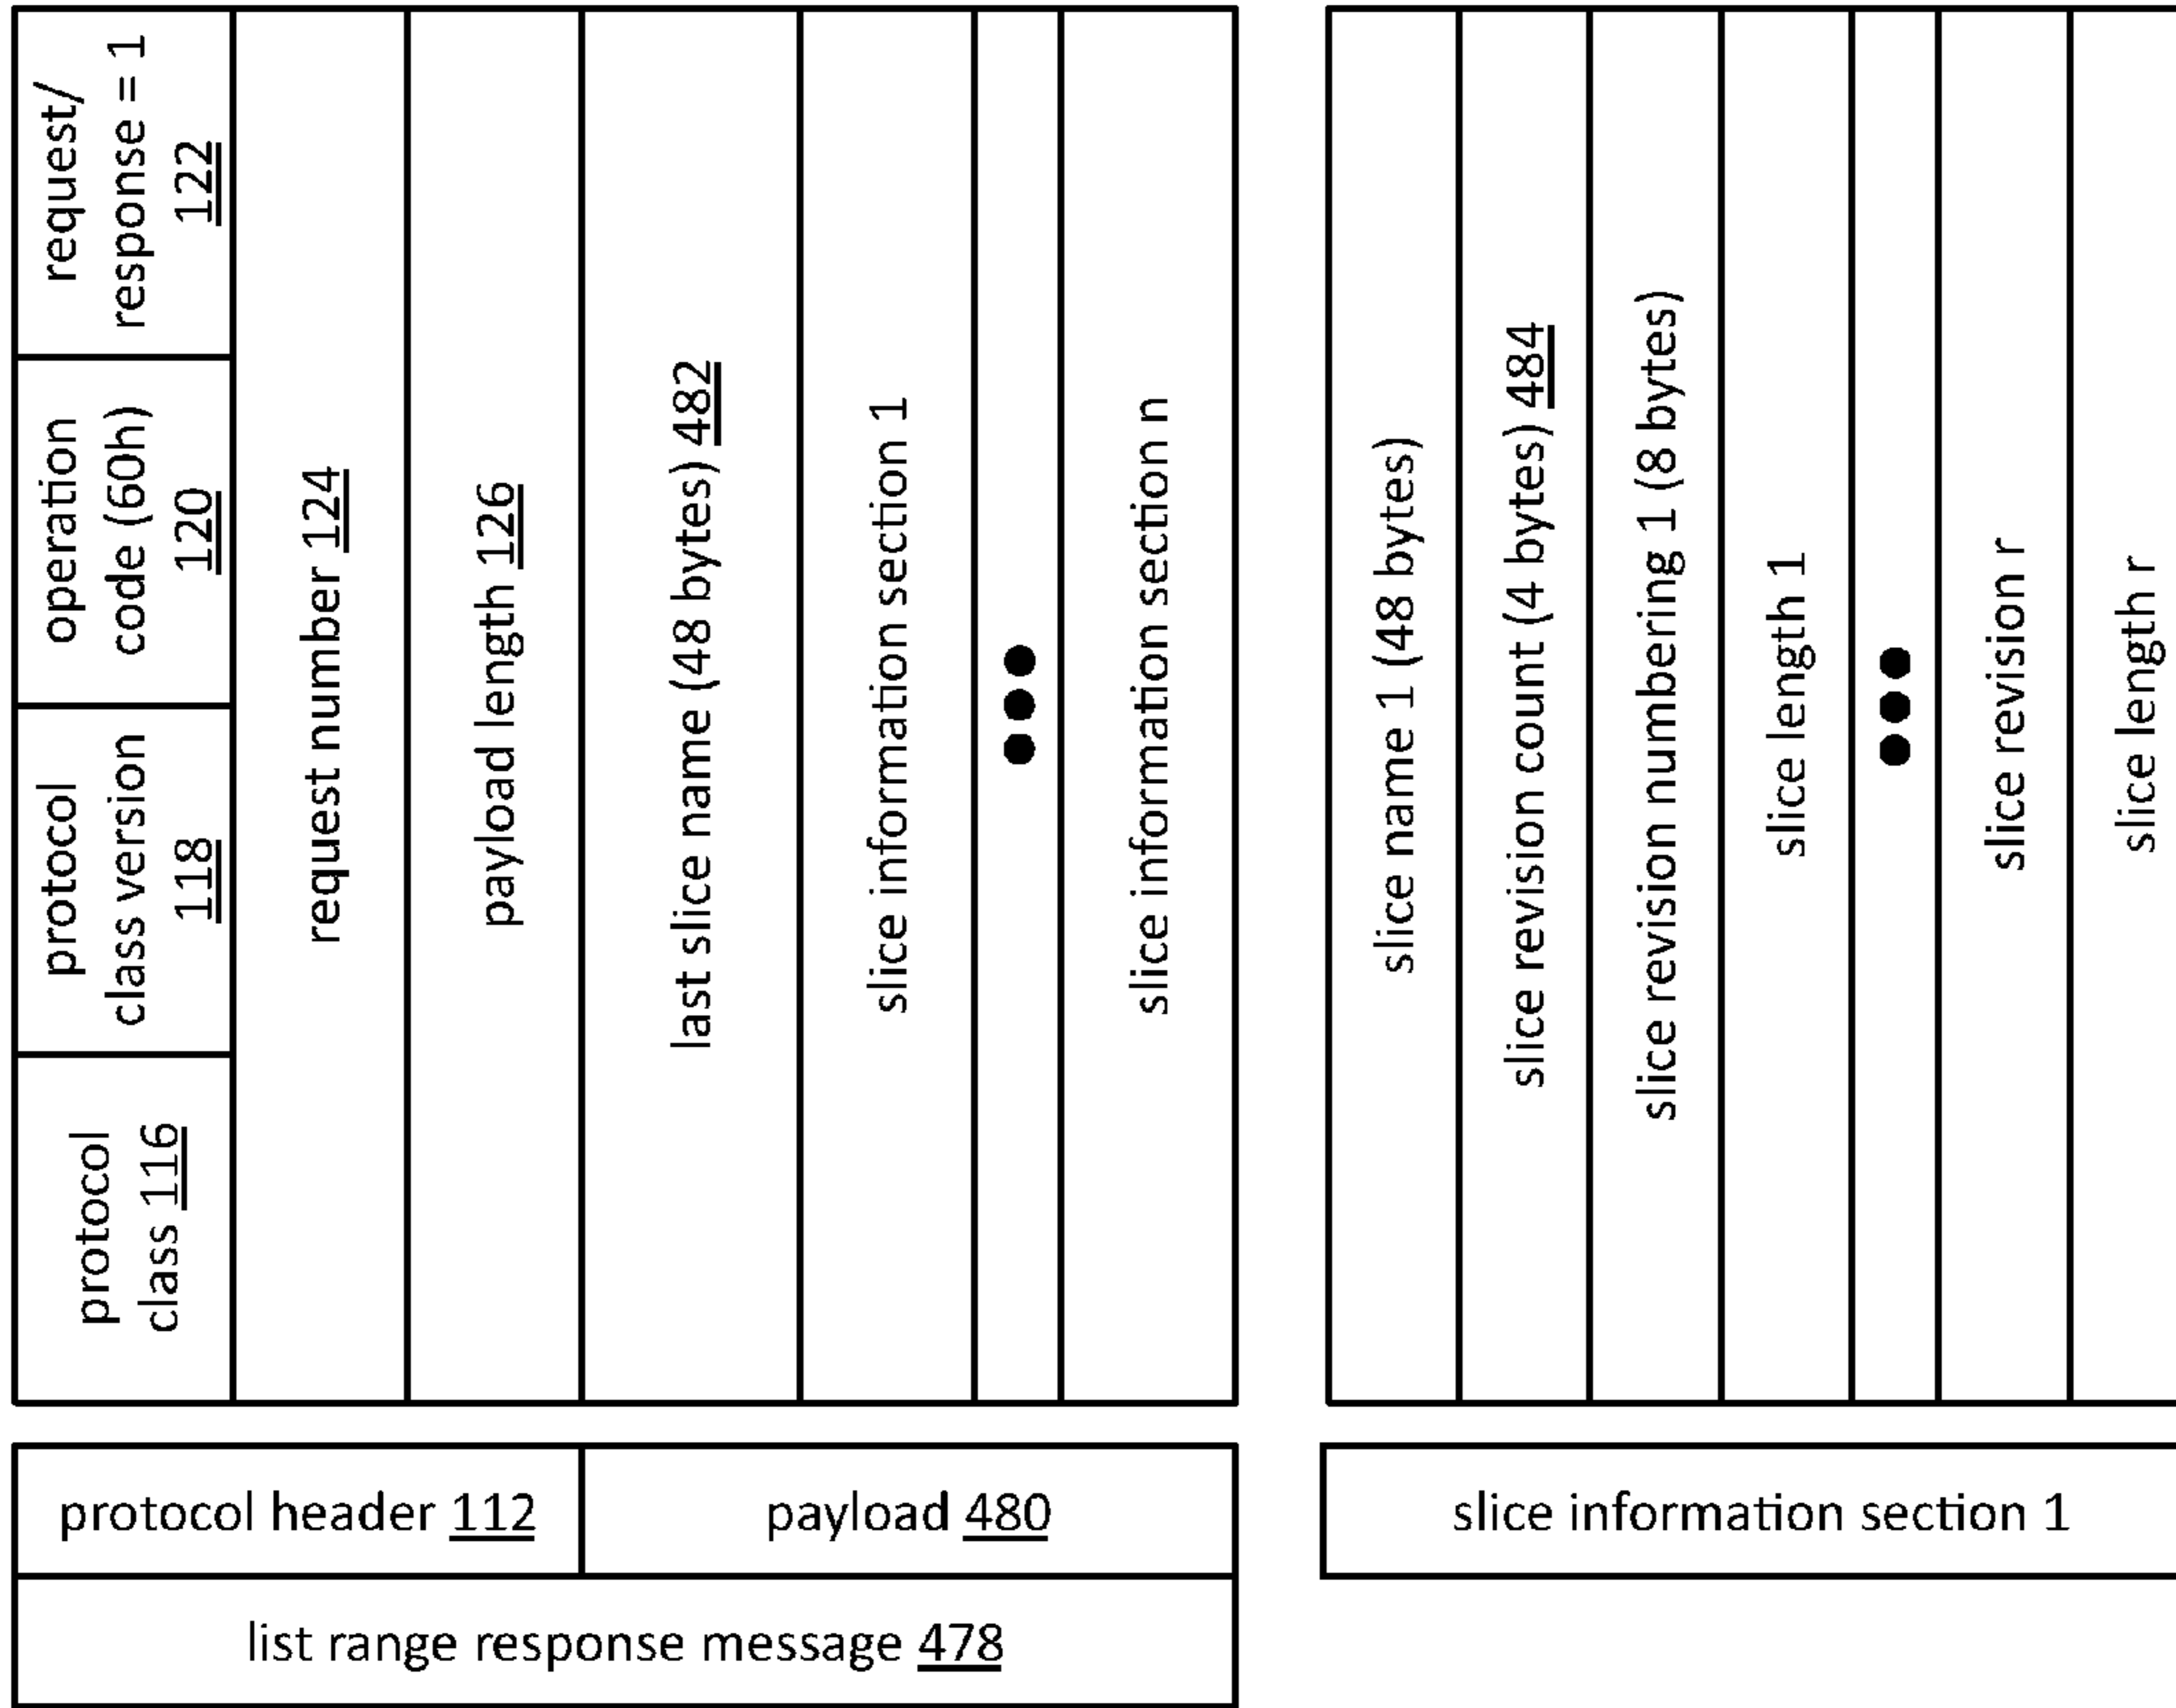 protocol
class 116
protocol
class version
118
operation
code (60h)
120
request/
response = 1
122
request number 124
payload length 126
last slice name (48 bytes) 482
slice information section 1
slice information section n
protocol header 112
payload 480
list range response message 478
slice name 1 (48 bytes)
slice revision count (4 bytes) 484
slice revision numbering 1 (8 bytes)
slice length 1
slice revision r
slice length r
slice information section 1